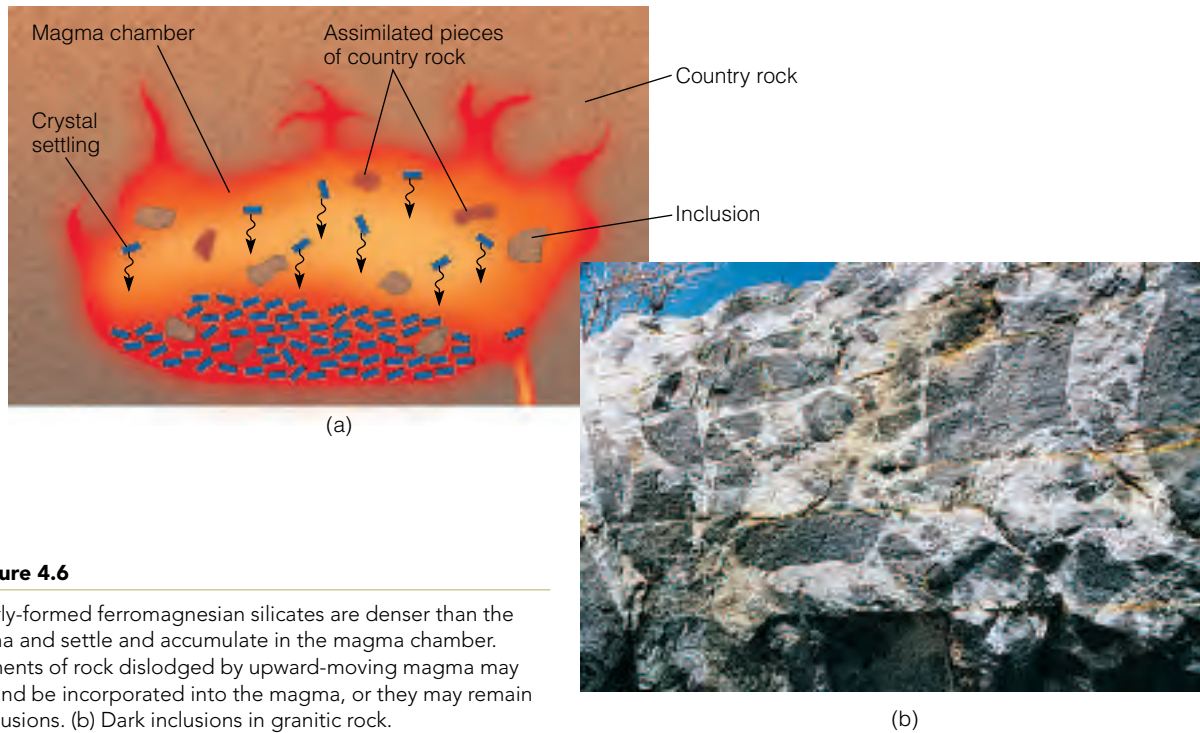 Magma chamber
Assimilated pieces
of country rock
Country rock
Crystal
settling
Inclusion
(a)
ure 4.6
ly-formed ferromagnesian silicates are denser than the
na and settle and accumulate in the magma chamber.
ments of rock dislodged by upward-moving magma may
nd be incorporated into the magma, or they may remain
usions. (b) Dark inclusions in granitic rock.
(b)